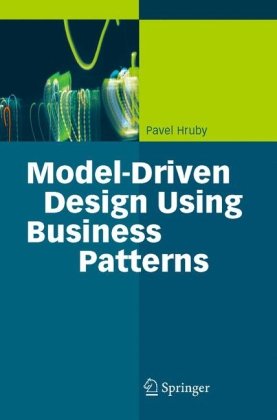 Pavel Hruby
Model-Driven
Design Using
Business
Patterns
Springer